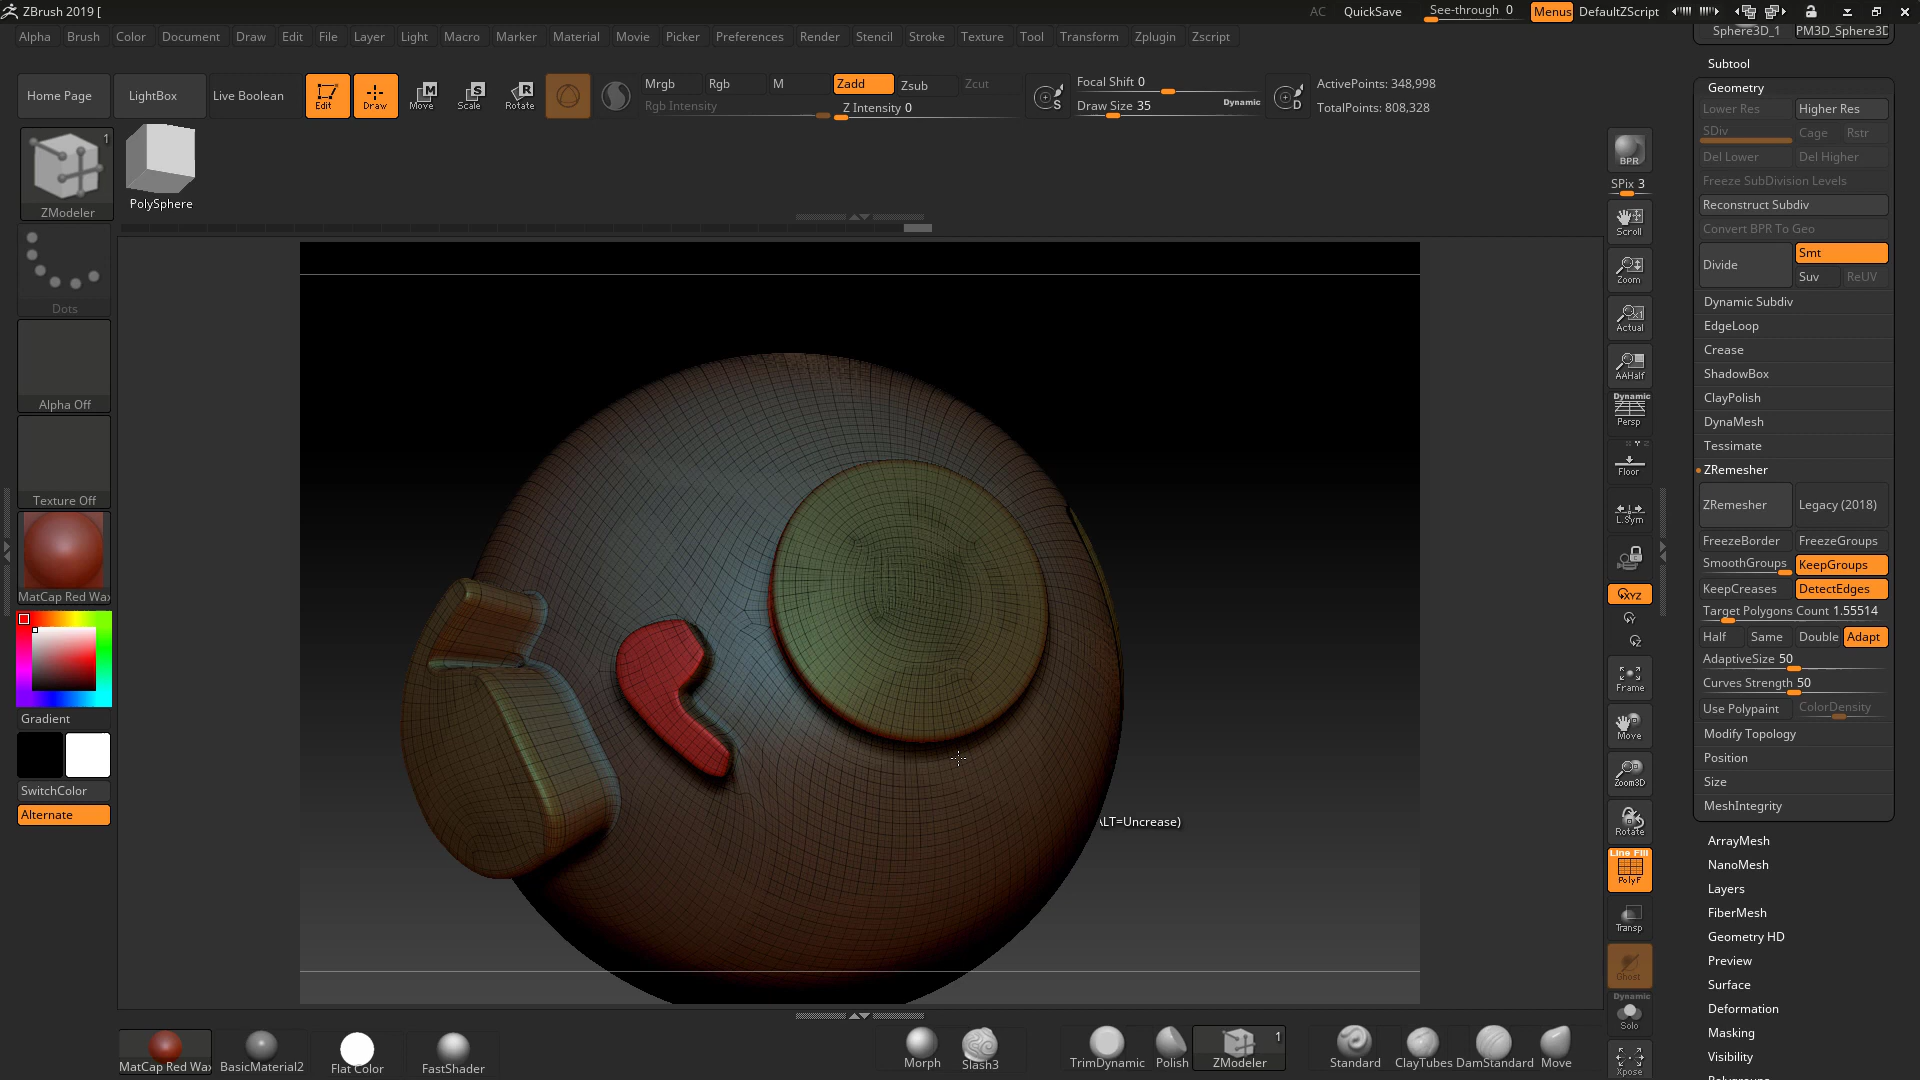 ZBrush 2019 [
AC QuickSave See-through 0 Menus DefaultZScript
Alpha Brush Color Document Draw Edit File Layer Light Macro Marker Material Movie Picker Preferences Render Stencil Stroke Texture Tool Transform Zplugin Zscript
Home Page LightBox Live Boolean Edit Draw Move Scale Rotate
Mrgb Rgb M Zadd Zsub Zcut
Rgb Intensity Z Intensity 0
Focal Shift 0
Draw Size 35 Dynamic
ActivePoints: 348,998
TotalPoints: 808,328
1
ZModeler
PolySphere
Dots
Alpha Off
Texture Off
MatCap Red Wax
Gradient
SwitchColor
Alternate
ALT=Uncrease)
BPR
SPix 3
Scroll
Zoom
Actual
AAHalf
Dynamic
Persp
Floor
L.Sym
XYZ
Frame
Move
Zoom3D
Rotate
Line Fill
PolyF
Transp
Ghost
Dynamic
Solo
Xpose
Sphere3D_1 PM3D_Sphere3D
Subtool
Geometry
Lower Res Higher Res
SDiv Cage Rstr
Del Lower Del Higher
Freeze SubDivision Levels
Reconstruct Subdiv
Convert BPR To Geo
Divide Smt
Suv ReUV
Dynamic Subdiv
EdgeLoop
Crease
ShadowBox
ClayPolish
DynaMesh
Tessimate
ZRemesher
ZRemesher Legacy (2018)
FreezeBorder FreezeGroups
SmoothGroups KeepGroups
KeepCreases DetectEdges
Target Polygons Count 1.55514
Half Same Double Adapt
AdaptiveSize 50
Curves Strength 50
Use Polypaint ColorDensity
Modify Topology
Position
Size
MeshIntegrity
ArrayMesh
NanoMesh
Layers
FiberMesh
Geometry HD
Preview
Surface
Deformation
Masking
Visibility
MatCap Red Wax BasicMaterial2 Flat Color FastShader Morph Slash3 TrimDynamic Polish ZModeler 1 Standard ClayTubes DamStandard Move